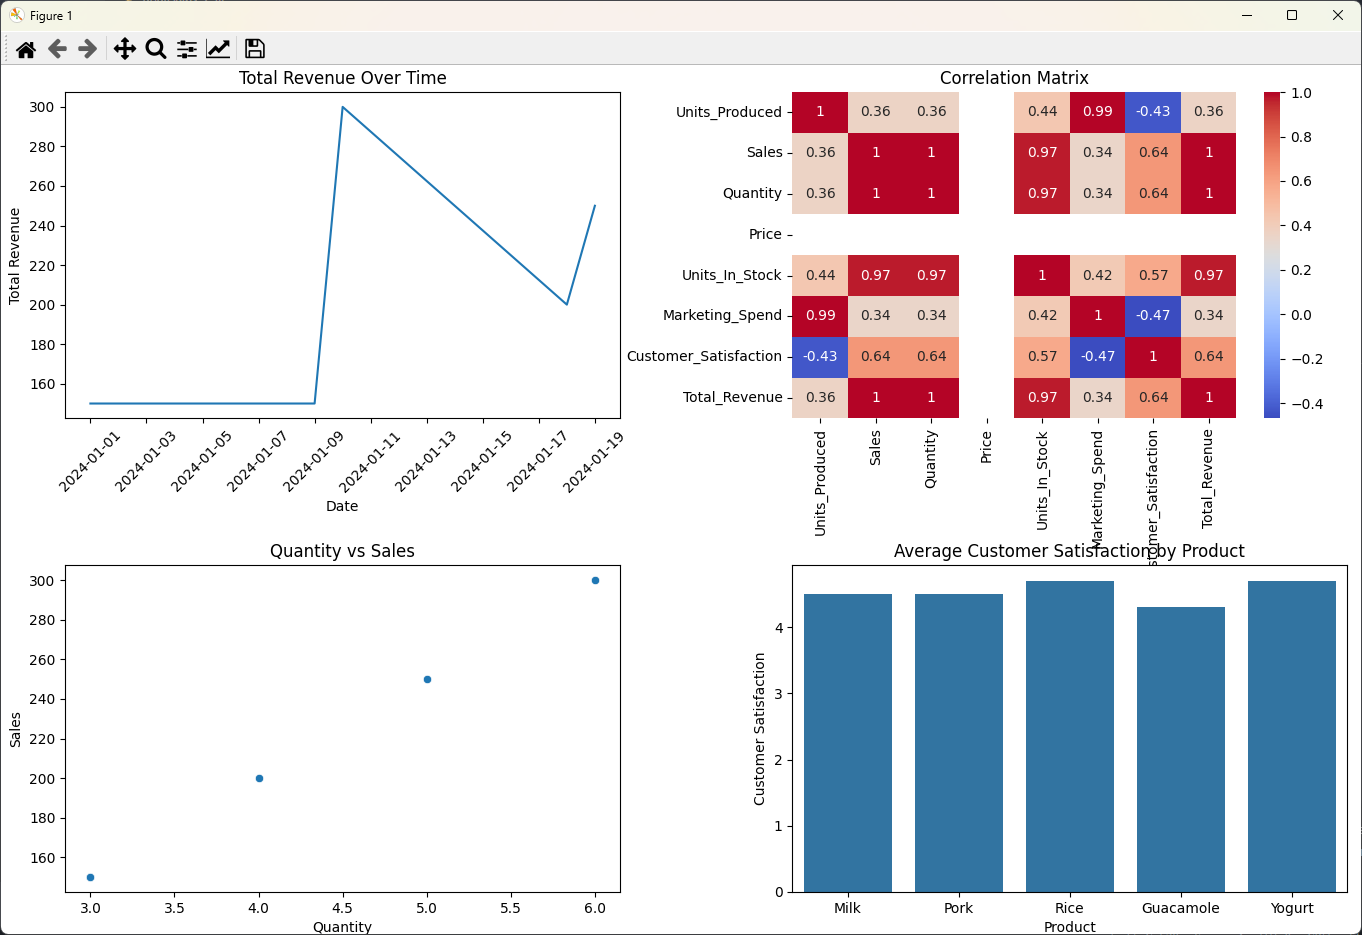 Figure 1
Total Revenue Over Time
300
280
260
240
220
200
180
160
Total Revenue
2024-01-01
2024-01-03
2024-01-05
2024-01-07
2024-01-09
2024-01-11
2024-01-13
2024-01-15
2024-01-17
2024-01-19
Date
Correlation Matrix
Units_Produced 1 0.36 0.36 0.44 0.99 -0.43 0.36
Sales 0.36 1 1 0.97 0.34 0.64 1
Quantity 0.36 1 1 0.97 0.34 0.64 1
Price
Units_In_Stock 0.44 0.97 0.97 1 0.42 0.57 0.97
Marketing_Spend 0.99 0.34 0.34 0.42 1 -0.47 0.34
Customer_Satisfaction -0.43 0.64 0.64 0.57 -0.47 1 0.64
Total_Revenue 0.36 1 1 0.97 0.34 0.64 1
Units_Produced
Sales
Quantity
Price
Units_In_Stock
Marketing_Spend
stomer_Satisfaction
Total_Revenue
1.0
0.8
0.6
0.4
0.2
0.0
−0.2
−0.4
Quantity vs Sales
300
280
260
240
220
200
180
160
Sales
3.0 3.5 4.0 4.5 5.0 5.5 6.0
Quantity
Average Customer Satisfaction by Product
4
3
2
1
0
Customer Satisfaction
Milk Pork Rice Guacamole Yogurt
Product